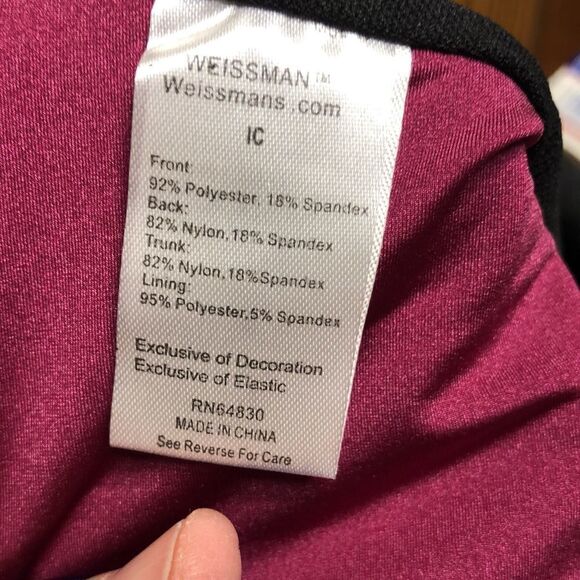 WEISSMAN™
Weissmans.com
IC
Front:
92% Polyester, 18% Spandex
Back:
82% Nylon,18% Spandex
Trunk:
82% Nylon,18%Spandex
Lining:
95% Polyester,5% Spandex
Exclusive of Decoration
Exclusive of Elastic
RN64830
MADE IN CHINA
See Reverse For Care